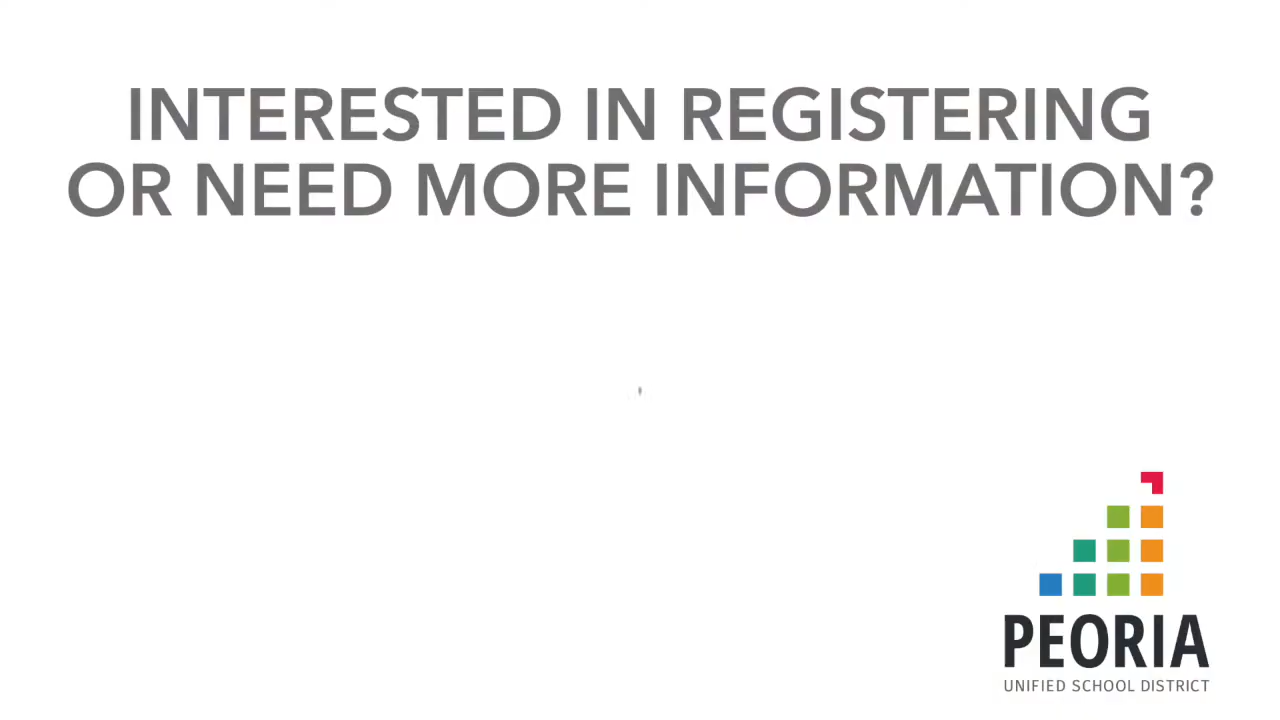 INTERESTED IN REGISTERING
OR NEED MORE INFORMATION?
PEORIA
UNIFIED SCHOOL DISTRICT